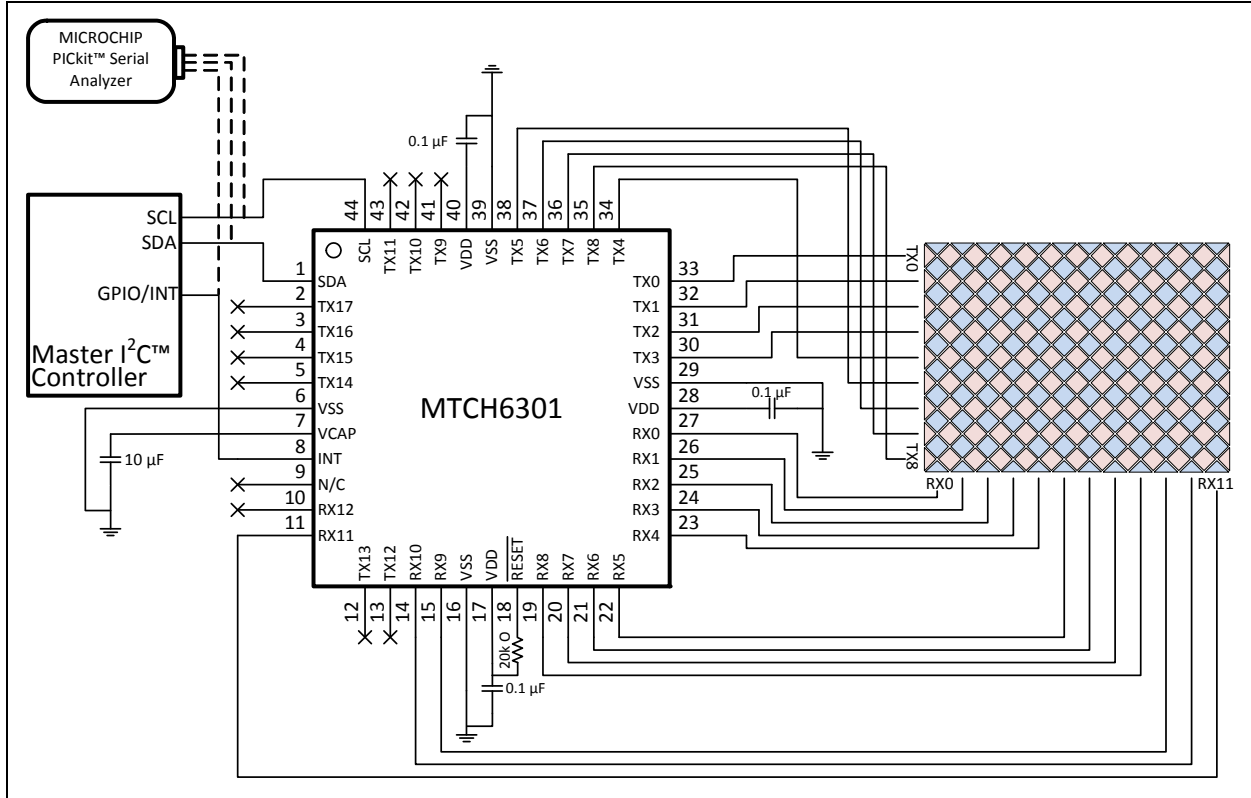 MICROCHIP
PICkit™ Serial
Analyzer
SCL
SDA
GPIO/INT
Master I²C™
Controller
0.1 µF
44
43
42
41
40
39
38
37
36
35
34
SCL
TX11
TX10
TX9
VDD
VSS
TX5
TX6
TX7
TX8
TX4
1
2
3
4
5
6
7
8
9
10
11
SDA
TX17
TX16
TX15
TX14
VSS
VCAP
INT
N/C
RX12
RX11
10 µF
MTCH6301
TX0
TX1
TX2
TX3
VSS
VDD
RX0
RX1
RX2
RX3
RX4
33
32
31
30
29
28
27
26
25
24
23
0.1 µF
TX13
TX12
RX10
RX9
VSS
VDD
RESET
RX8
RX7
RX6
RX5
12
13
14
15
16
17
18
19
20
21
22
20k Ω
0.1 µF
TX0
TX8
RX0
RX11